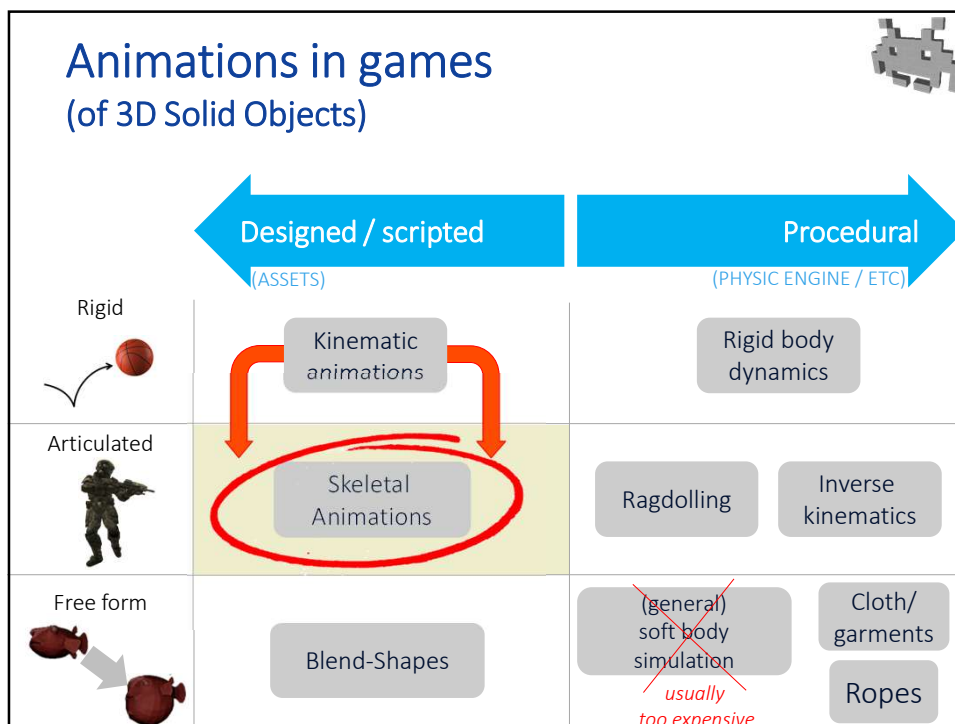 Animations in games
(of 3D Solid Objects)
Designed / scripted
Procedural
(ASSETS)
(PHYSIC ENGINE / ETC)
Rigid
Kinematic
animations
Rigid body
dynamics
Articulated
Skeletal
Animations
Ragdolling
Inverse
kinematics
Free form
Blend-Shapes
(general)
soft body
simulation
usually
too expensive
Cloth/
garments
Ropes